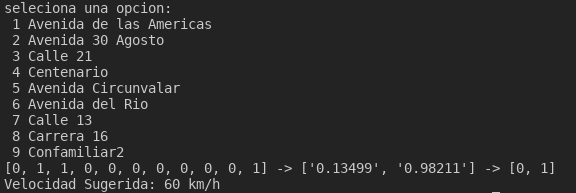 seleciona una opcion:
1 Avenida de las Americas
2 Avenida 30 Agosto
3 Calle 21
4 Centenario
5 Avenida Circunvalar
6 Avenida del Rio
7 Calle 13
8 Carrera 16
9 Confamiliar2
[0, 1, 1, 0, 0, 0, 0, 0, 0, 0, 1] -> ['0.13499', '0.98211'] -> [0, 1]
Velocidad Sugerida: 60 km/h